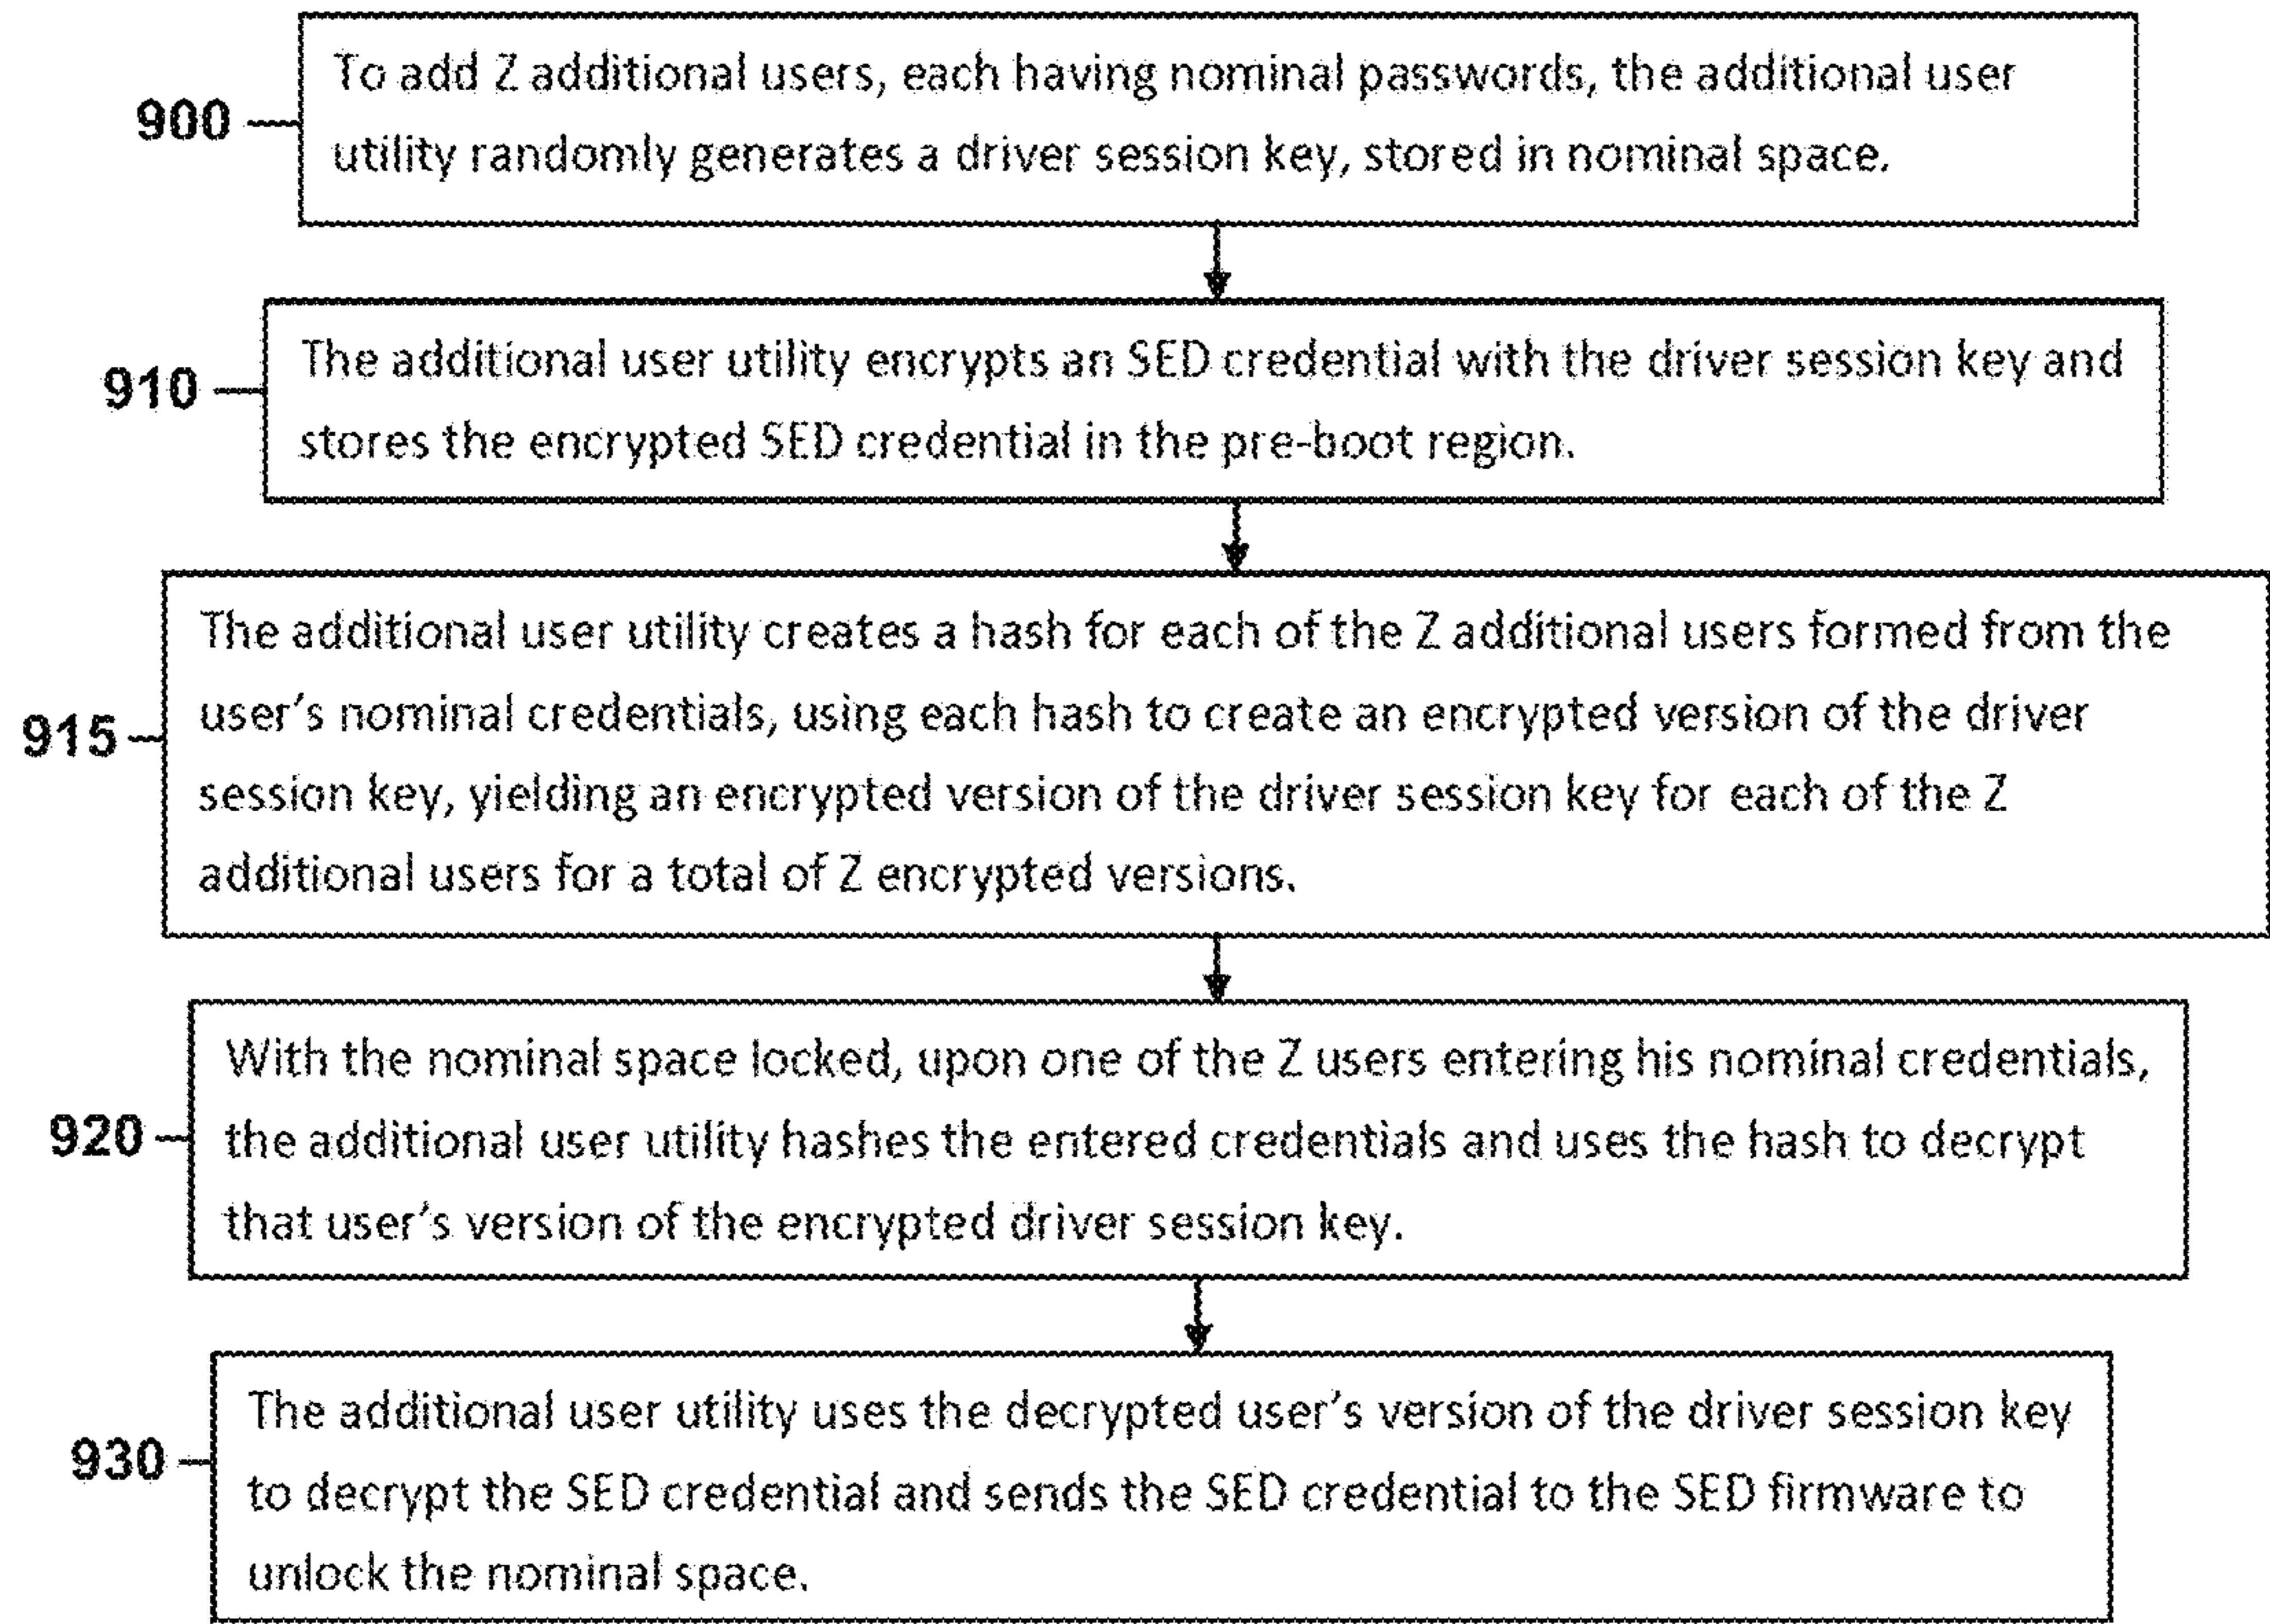 900
To add Z additional users, each having nominal passwords, the additional user
utility randomly generates a driver session key, stored in nominal space.
910
The additional user utility encrypts an SED credential with the driver session key and
stores the encrypted SED credential in the pre-boot region.
915
The additional user utility creates a hash for each of the Z additional users formed from the
user's nominal credentials, using each hash to create an encrypted version of the driver
session key, yielding an encrypted version of the driver session key for each of the Z
additional users for a total of Z encrypted versions.
920
With the nominal space locked, upon one of the Z users entering his nominal credentials,
the additional user utility hashes the entered credentials and uses the hash to decrypt
that user's version of the encrypted driver session key.
930
The additional user utility uses the decrypted user's version of the driver session key
to decrypt the SED credential and sends the SED credential to the SED firmware to
unlock the nominal space.